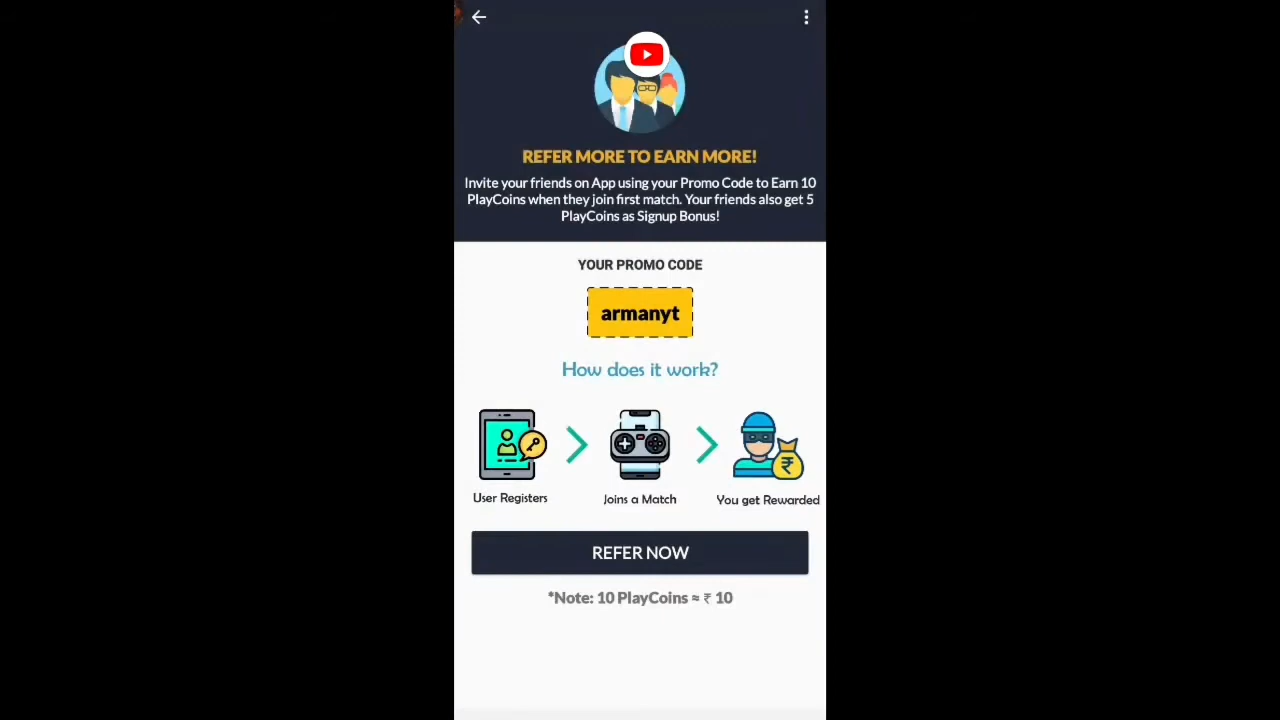 REFER MORE TO EARN MORE!
Invite your friends on App using your Promo Code to Earn 10
PlayCoins when they join first match. Your friends also get 5
PlayCoins as Signup Bonus!
YOUR PROMO CODE
armanyt
How does it work?
User Registers
Joins a Match
You get Rewarded
REFER NOW
*Note: 10 PlayCoins ≈ ₹ 10